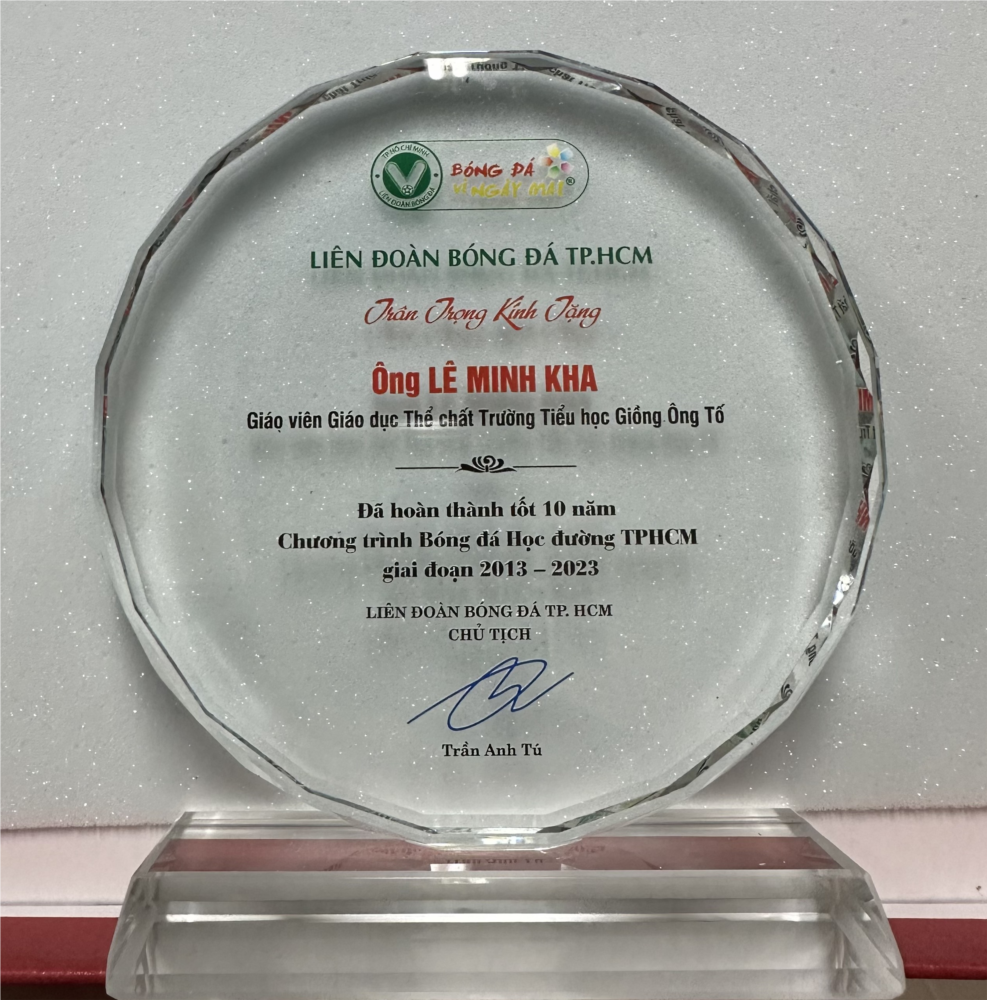 TP.HỒ CHÍ MINH
LIÊN ĐOÀN BÓNG ĐÁ
BÓNG ĐÁ
VÌ NGÀY MAI®
LIÊN ĐOÀN BÓNG ĐÁ TP.HCM
Trân Trọng Kính Tặng
Ông LÊ MINH KHA
Giáo viên Giáo dục Thể chất Trường Tiểu học Giồng Ông Tố
Đã hoàn thành tốt 10 năm
Chương trình Bóng đá Học đường TPHCM
giai đoạn 2013 – 2023
LIÊN ĐOÀN BÓNG ĐÁ TP. HCM
CHỦ TỊCH
Trần Anh Tú